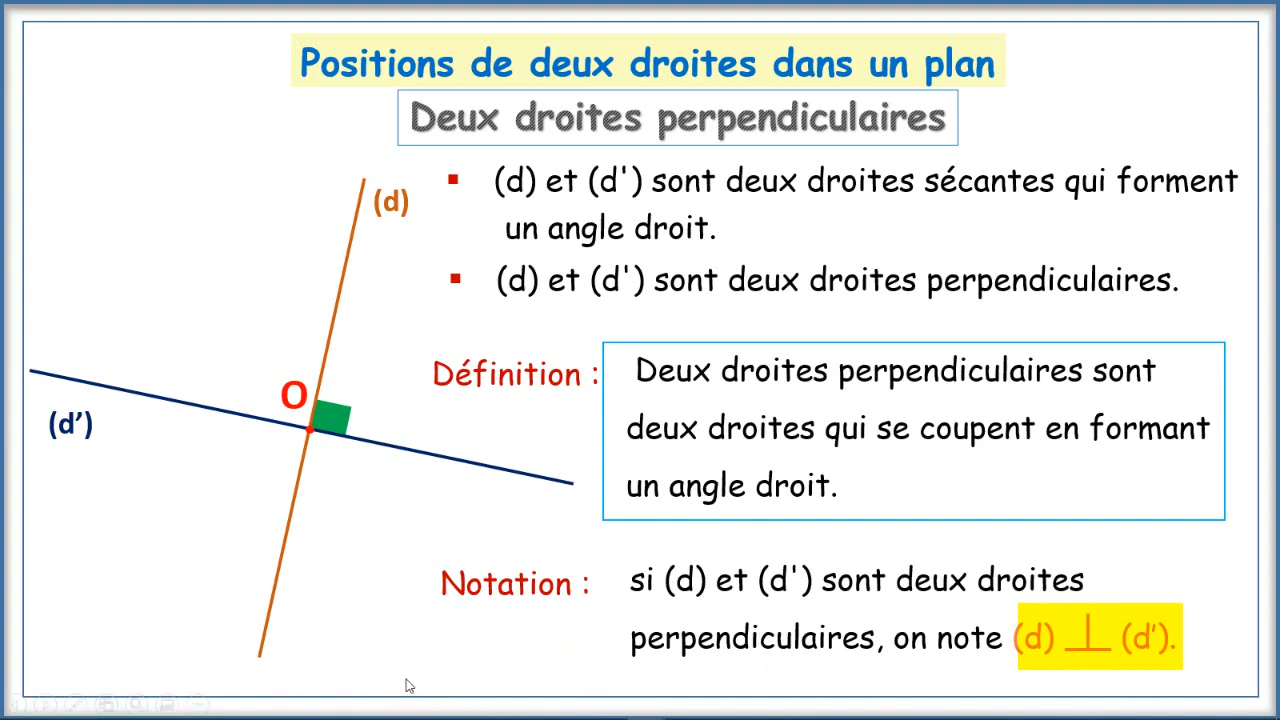 Positions de deux droites dans un plan
Deux droites perpendiculaires
(d)
▪ (d) et (d') sont deux droites sécantes qui forment
un angle droit.
▪ (d) et (d') sont deux droites perpendiculaires.
O
(d’)
Définition :
Deux droites perpendiculaires sont
deux droites qui se coupent en formant
un angle droit.
Notation :
si (d) et (d') sont deux droites
perpendiculaires, on note (d) ⊥ (d’).